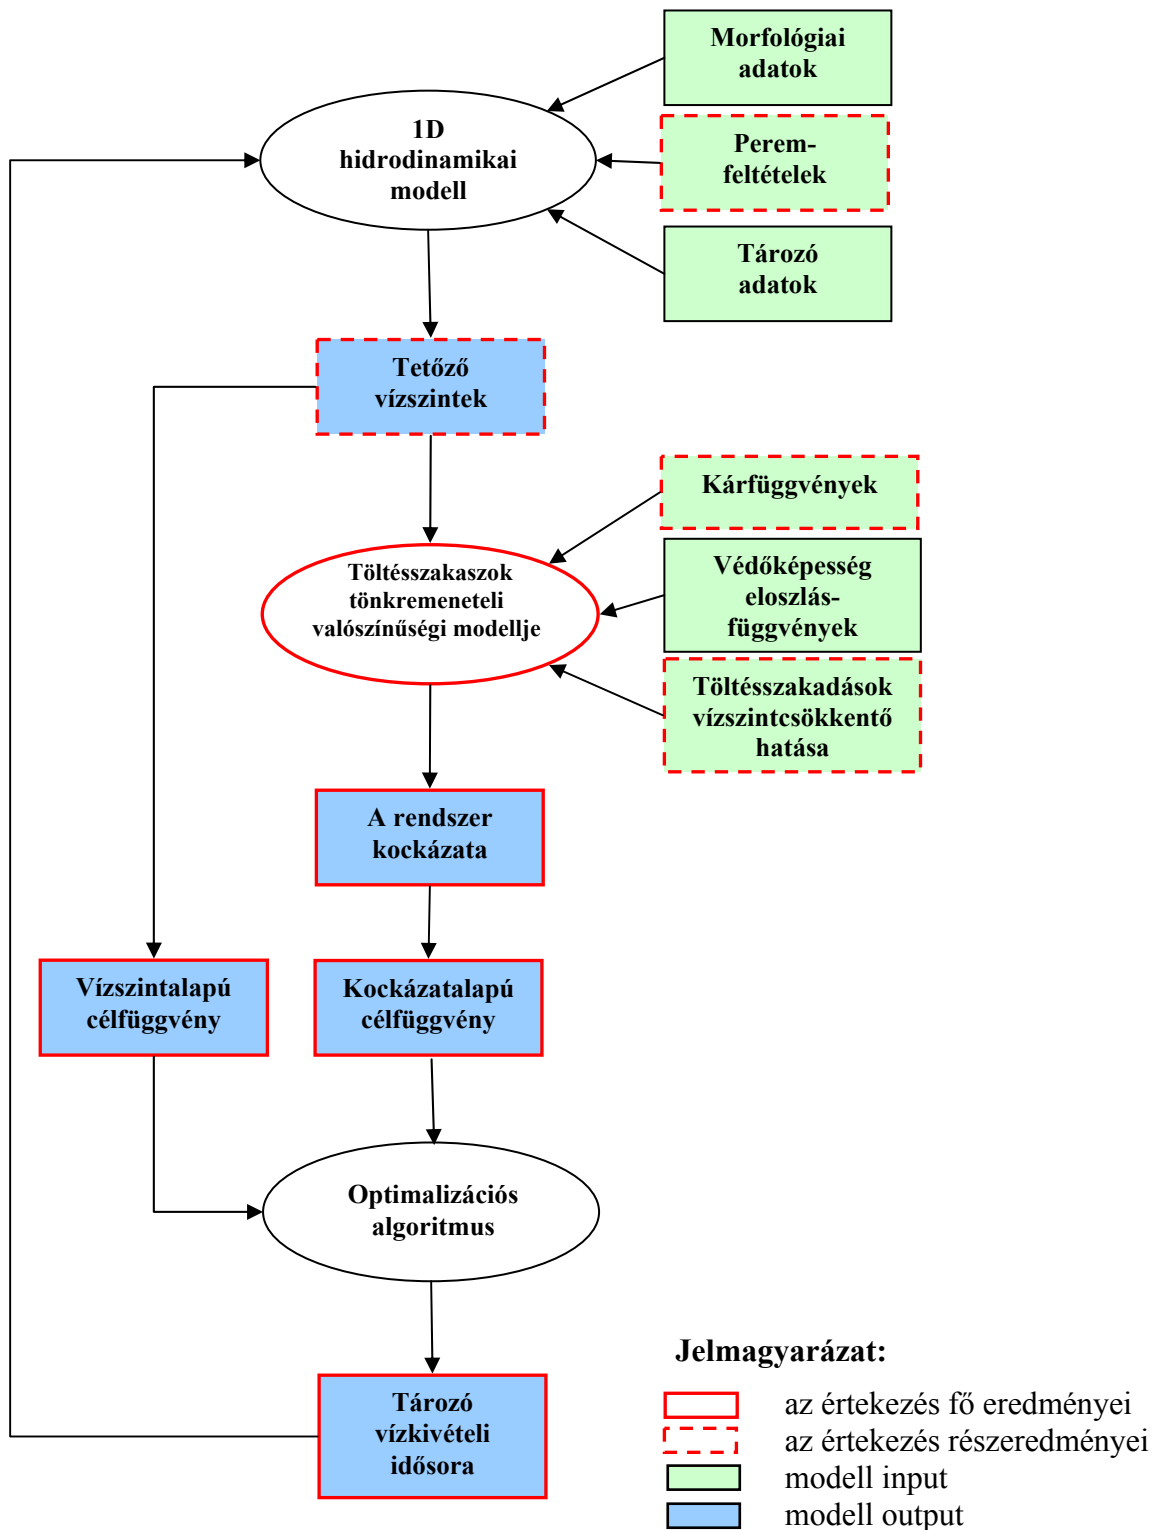 Morfológiai
adatok
1D
hidrodinamikai
modell
Perem-
feltételek
Tározó
adatok
Tetőző
vízszintek
Kárfüggvények
Töltésszakaszok
tönkremeneteli
valószínűségi modellje
Védőképesség
eloszlás-
függvények
Töltésszakadások
vízszintcsökkentő
hatása
A rendszer
kockázata
Vízszintalapú
célfüggvény
Kockázatalapú
célfüggvény
Optimalizációs
algoritmus
Tározó
vízkivételi
idősora
Jelmagyarázat:
az értekezés fő eredményei
az értekezés részeredményei
modell input
modell output